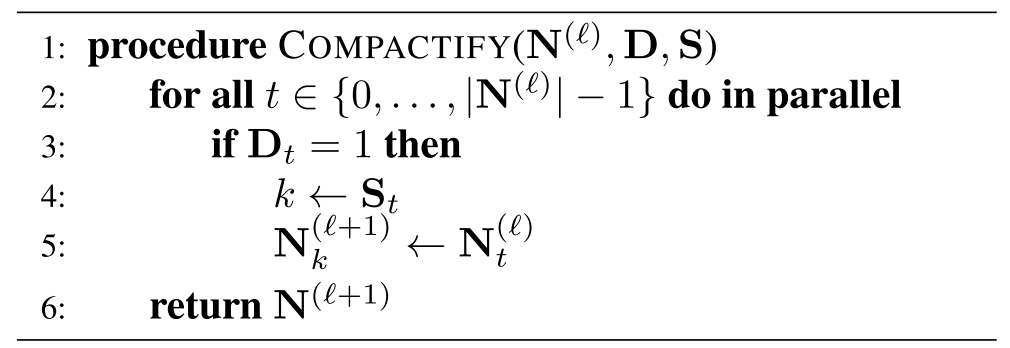 1: procedure COMPACTIFY(N^(ℓ), D, S)
2: for all t ∈ {0, . . . , |N^(ℓ)| − 1} do in parallel
3: if D_t = 1 then
4: k ← S_t
5: N_k^(ℓ+1) ← N_t^(ℓ)
6: return N^(ℓ+1)